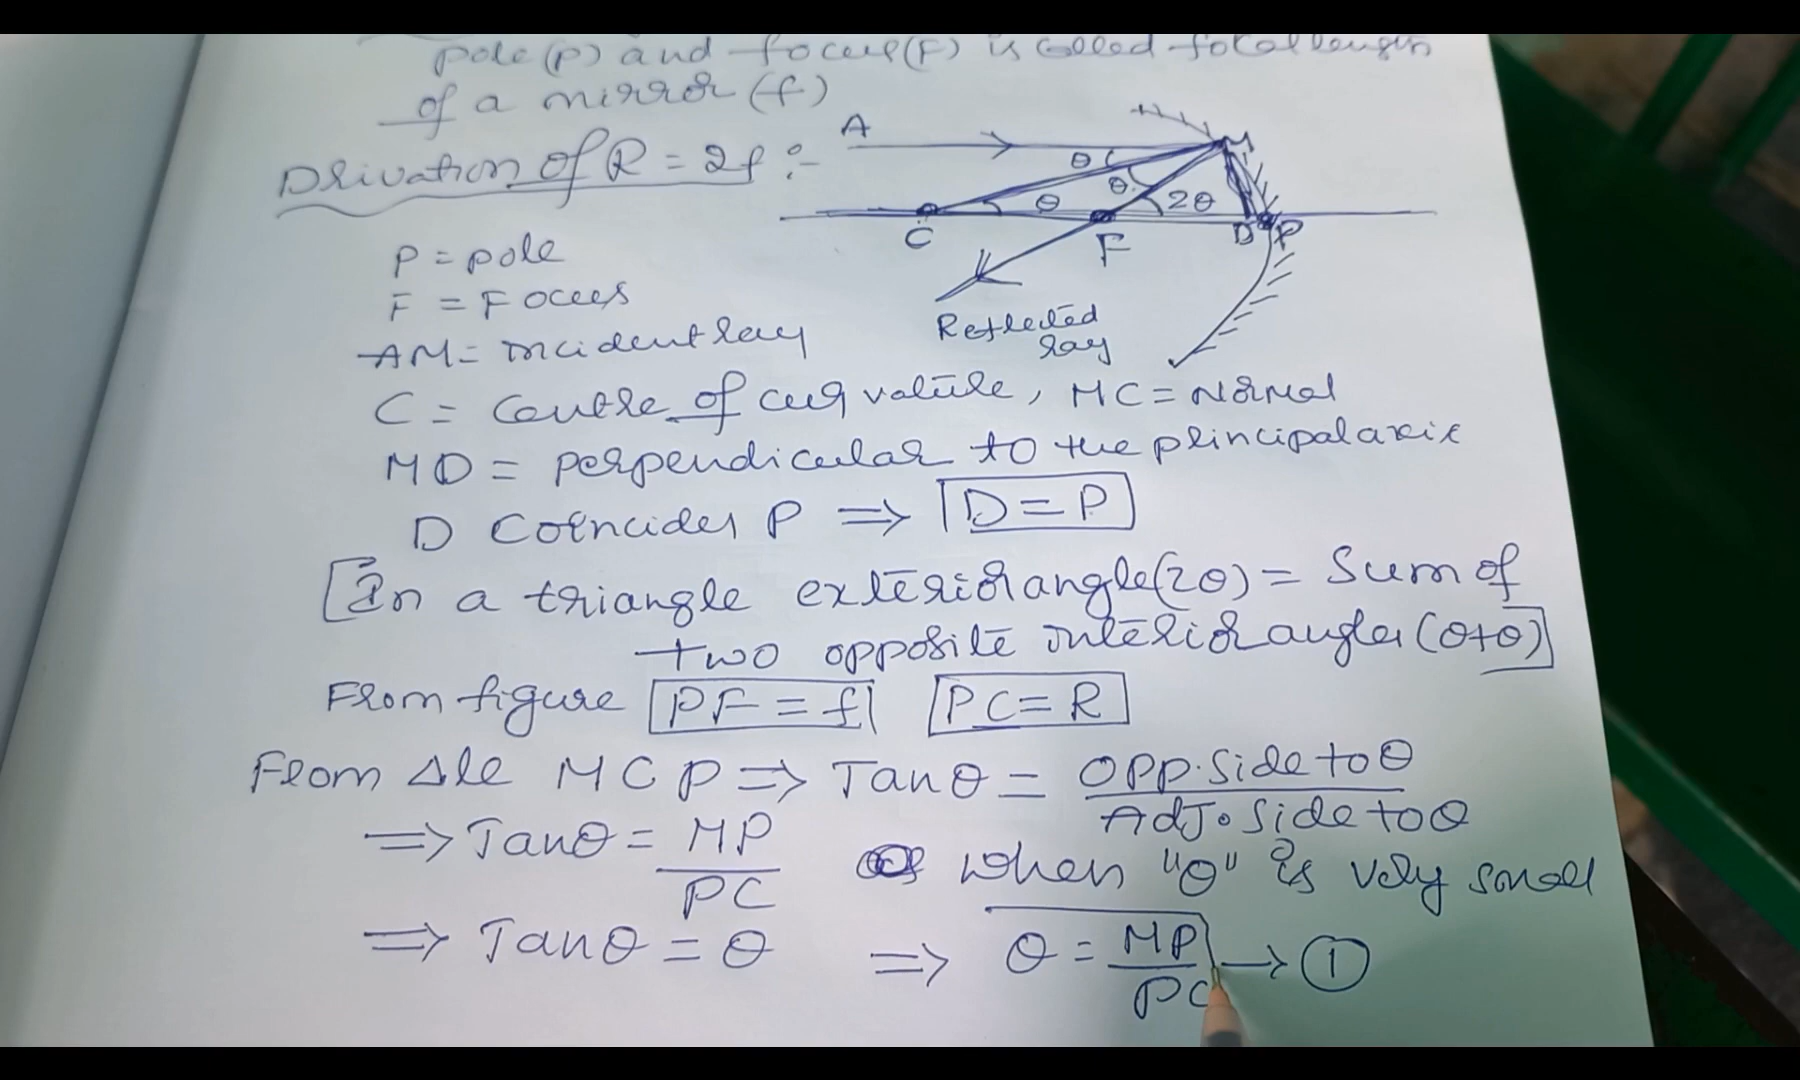 pole(P) and focus(F) is called focal length
of a mirror (f)
Drivation of R = 2f :-
A
M
θ
θ
θ
2θ
C
F
D
P
Reflected
ray
P = pole
F = Focus
AM = incident ray
C = Centre of curvature, MC = Normal
MD = perpendicular to the principal axis
D Coincides P ⇒ D = P
[In a triangle exterior angle(2θ) = Sum of
two opposite interior angles (θ+θ)]
From figure PF = f PC = R
From Δle MCP ⇒ Tanθ = Opp. side to θ / Adj. side to θ
⇒ Tanθ = MP / PC when "θ" is very small
⇒ Tanθ = θ ⇒ θ = MP / PC → 1